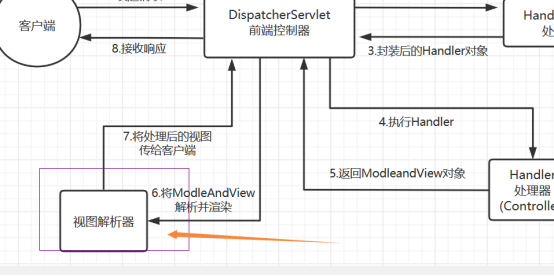 DispatcherServlet
前端控制器
客户端
8.接收响应
3.封装后的Handler对象
4.执行Handler
7.将处理后的视图
传给客户端
5.返回ModleandView对象
Handler
处理器
(Controlle
6.将ModleAndView
解析并渲染
视图解析器